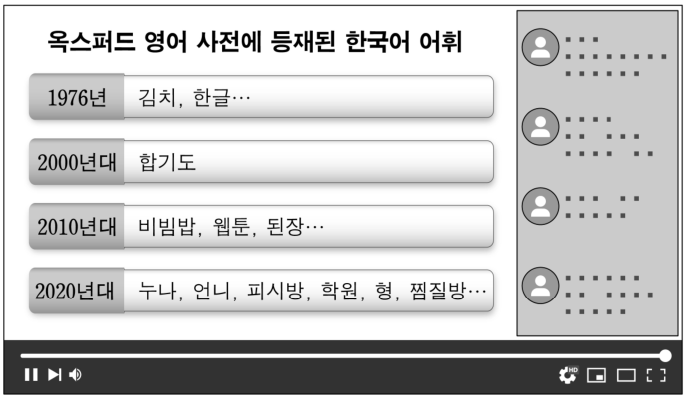 옥스퍼드 영어 사전에 등재된 한국어 어휘
1976년 김치, 한글…
2000년대 합기도
2010년대 비빔밥, 웹툰, 된장…
2020년대 누나, 언니, 피시방, 학원, 형, 찜질방…
HD